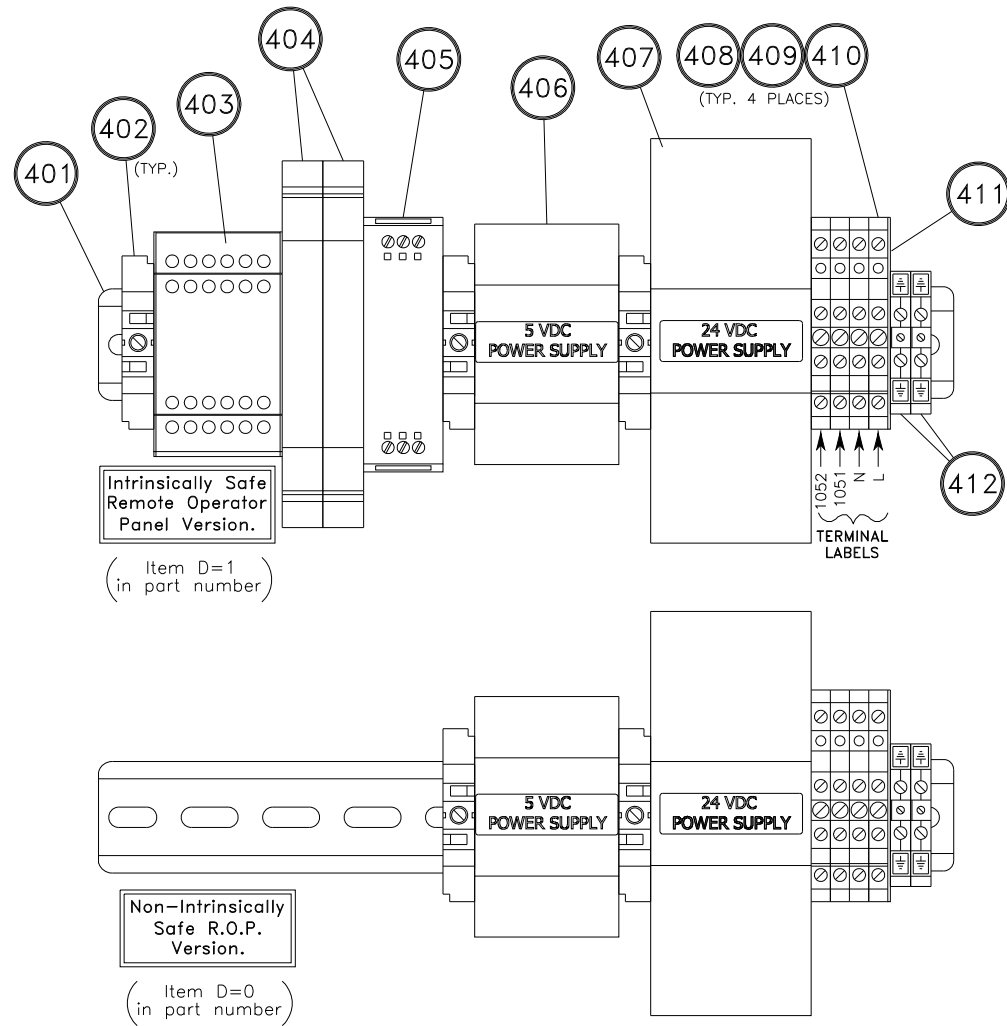 404
405
407
408
409
410
(TYP. 4 PLACES)
406
403
402
(TYP.)
401
411
5 VDC
POWER SUPPLY
24 VDC
POWER SUPPLY
412
1052
1051
N
L
TERMINAL
LABELS
Intrinsically Safe
Remote Operator
Panel Version.
Item D=1
in part number
5 VDC
POWER SUPPLY
24 VDC
POWER SUPPLY
Non-Intrinsically
Safe R.O.P.
Version.
Item D=0
in part number